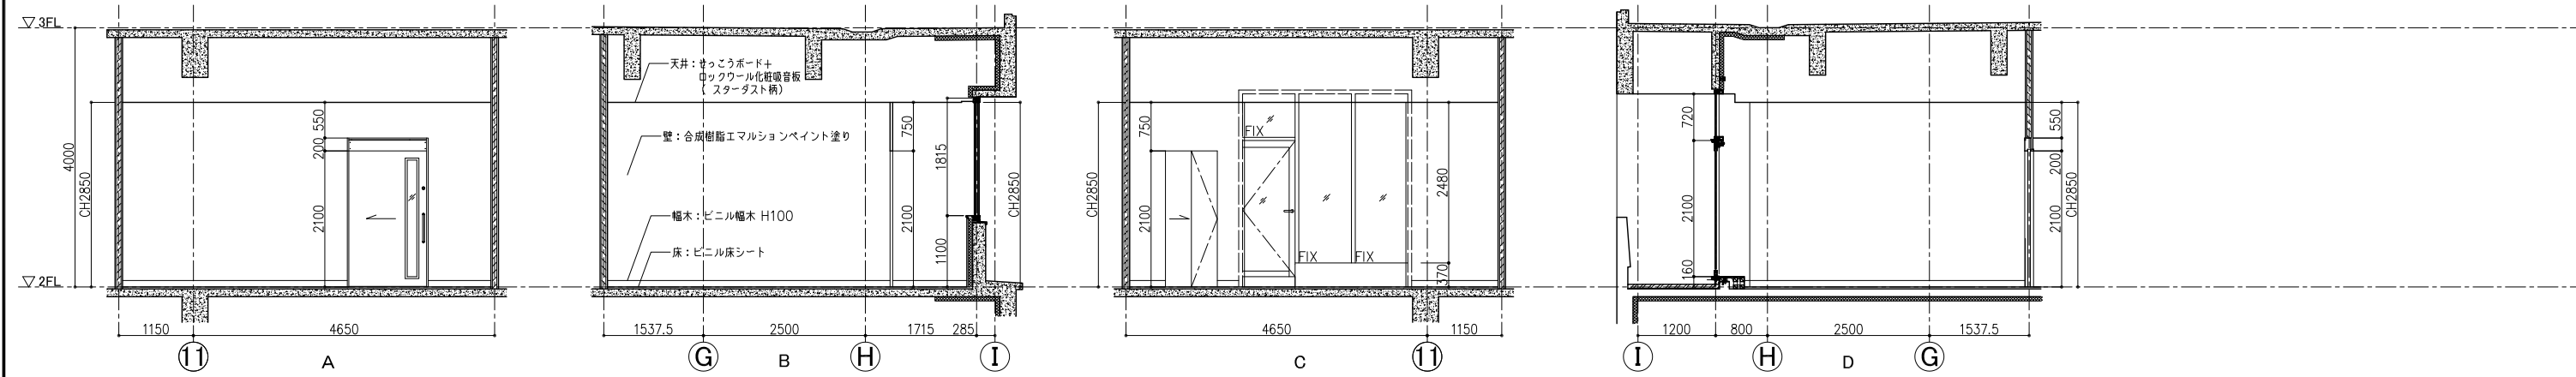 ▽3FL
4000
CH2850
550
200
2100
▽2FL
1150
4650
11
A
天井：せっこうボード＋
ロックウール化粧吸音板
( スターダスト柄)
壁：合成樹脂エマルションペイント塗り
幅木：ビニル幅木 H100
床：ビニル床シート
750
2100
1815
1100
CH2850
1537.5
2500
1715
285
G
B
H
I
CH2850
750
2100
FIX
FIX
FIX
2480
370
4650
1150
C
11
720
2100
160
550
200
2100
CH2850
1200
800
2500
1537.5
I
H
D
G